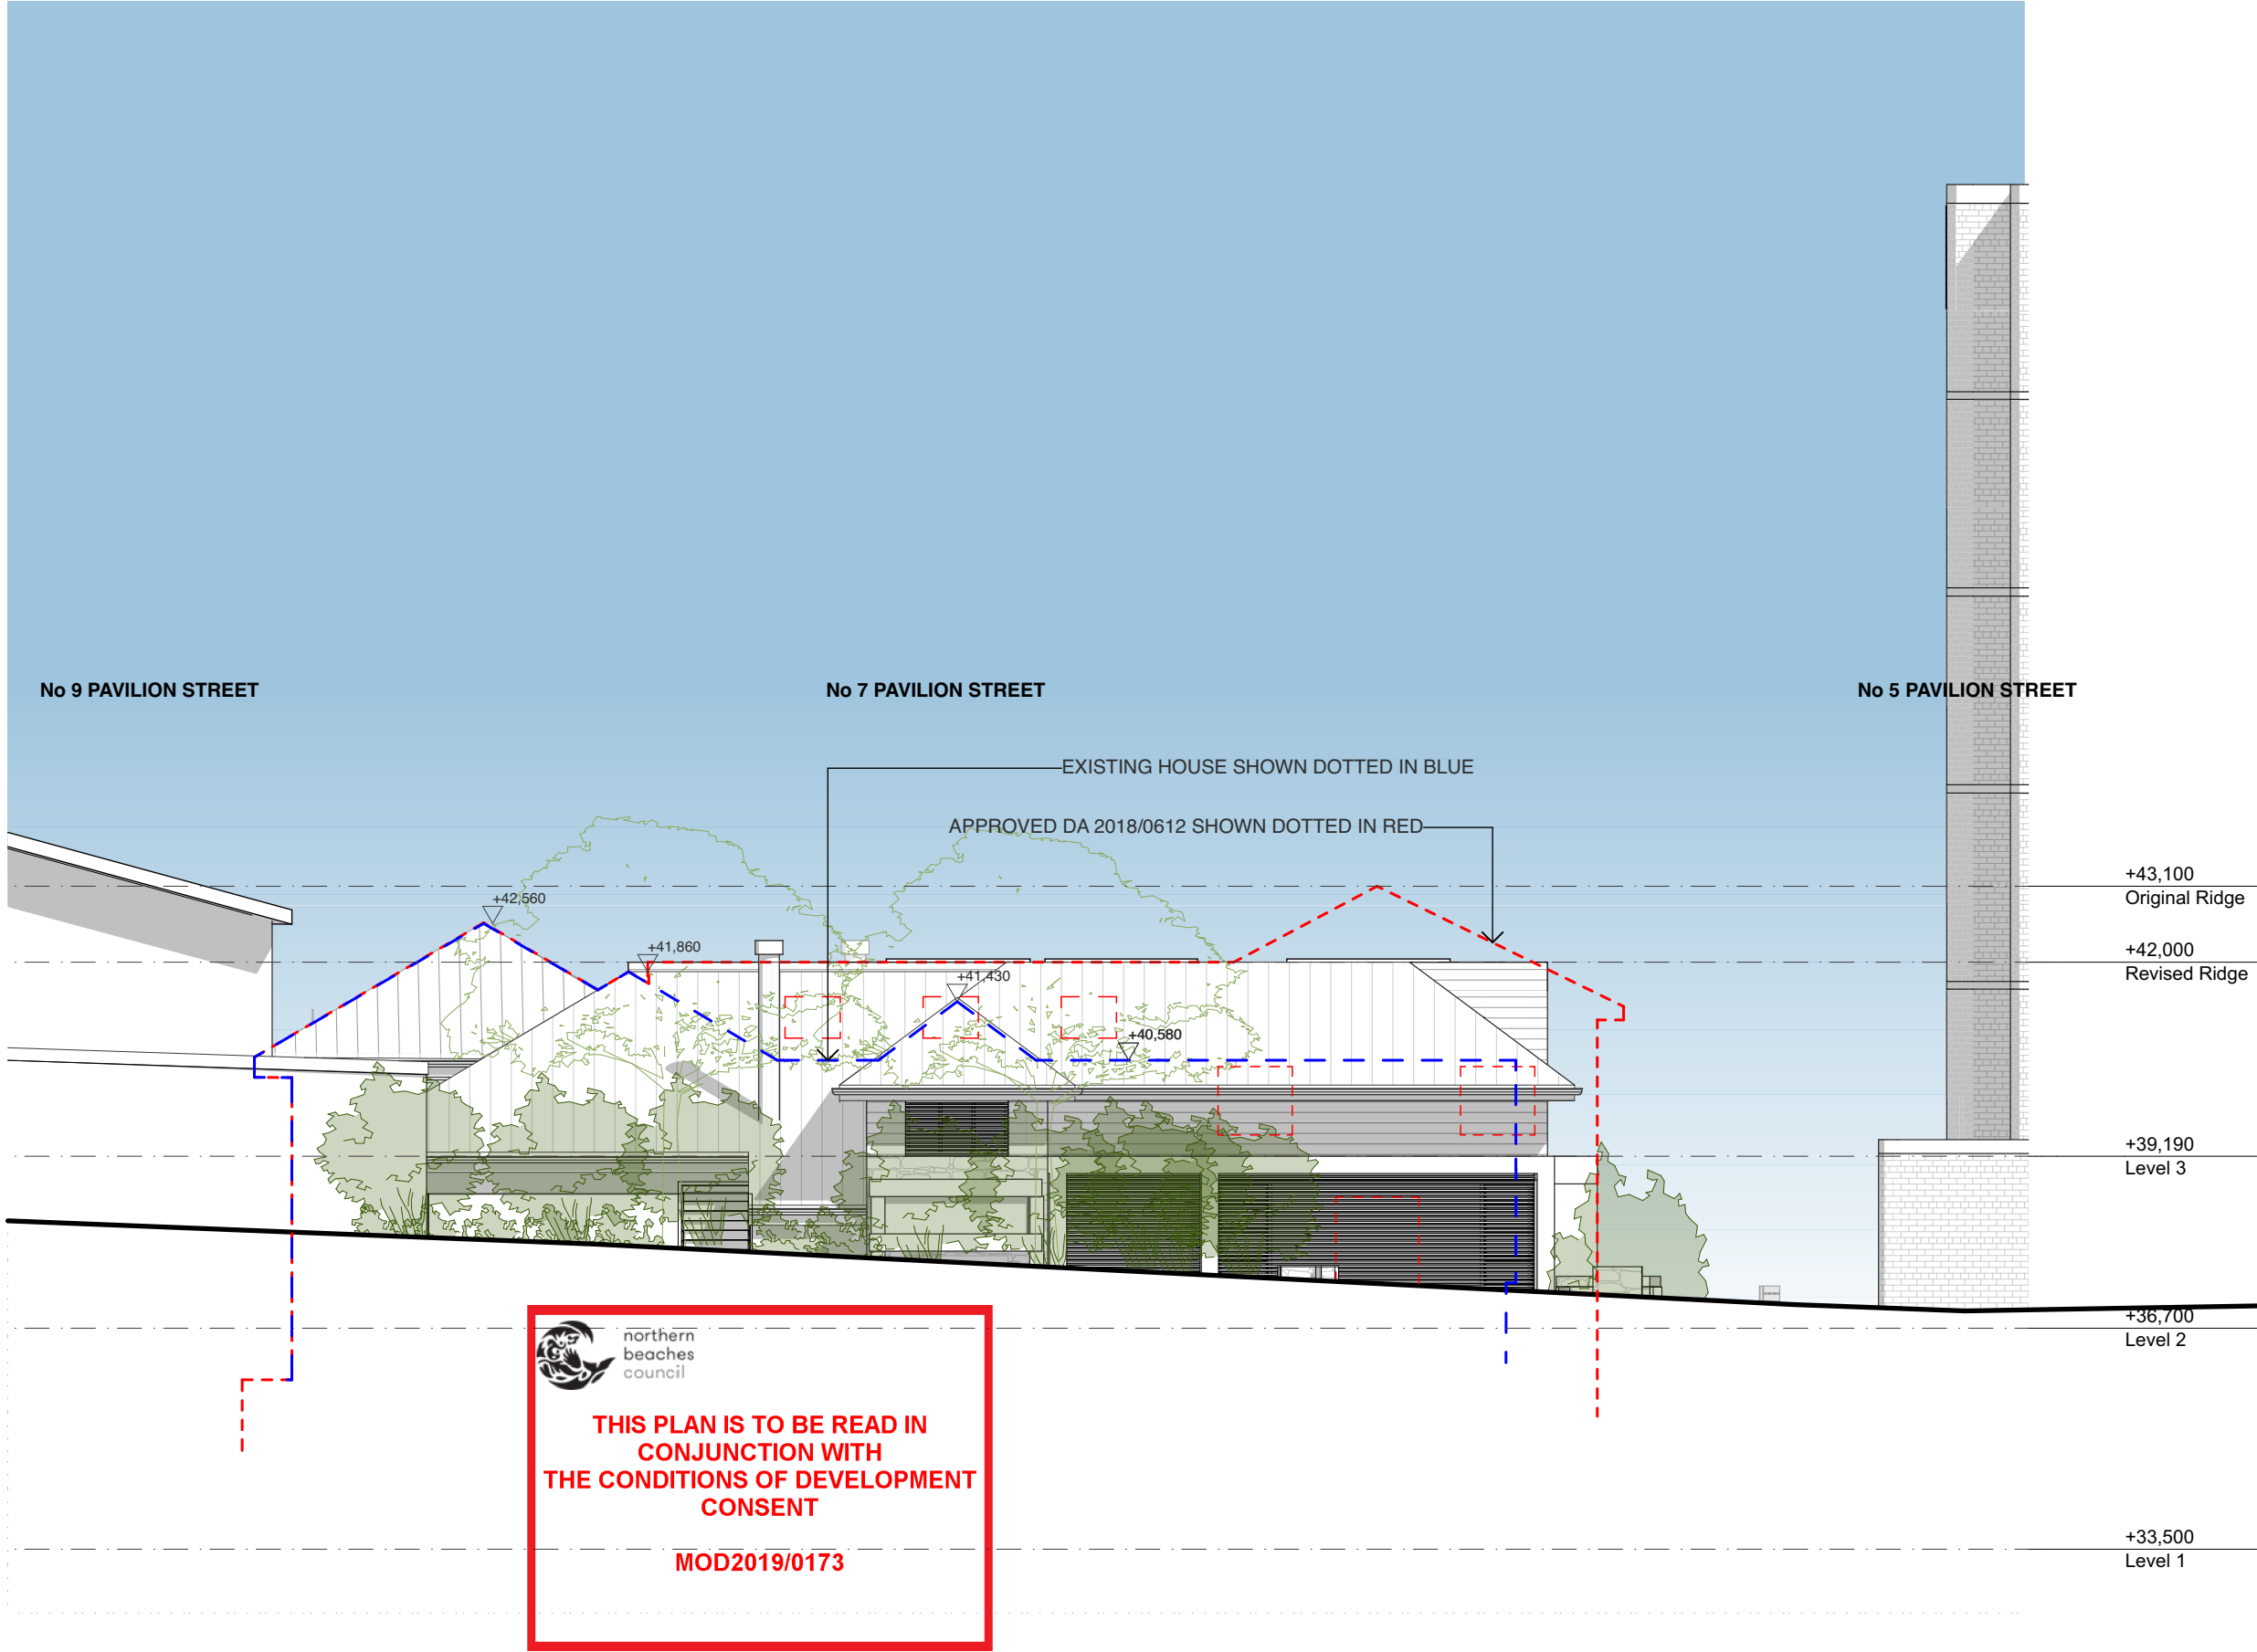 No 9 PAVILION STREET
No 7 PAVILION STREET
No 5 PAVILION STREET
EXISTING HOUSE SHOWN DOTTED IN BLUE
APPROVED DA 2018/0612 SHOWN DOTTED IN RED
+43,100
Original Ridge
+42,560
+41,860
+42,000
Revised Ridge
+41,430
+40,580
+39,190
Level 3
+36,700
Level 2
northern
beaches
council
THIS PLAN IS TO BE READ IN
CONJUNCTION WITH
THE CONDITIONS OF DEVELOPMENT
CONSENT
MOD2019/0173
+33,500
Level 1